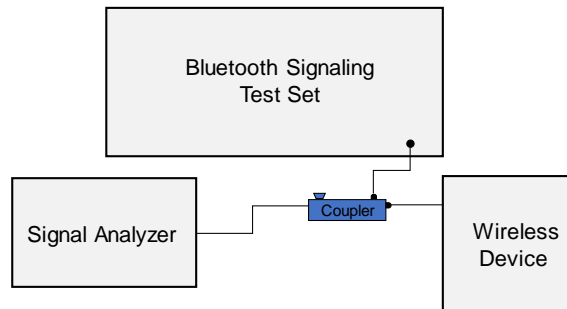 Bluetooth Signaling
Test Set
Signal Analyzer
Coupler
Wireless
Device